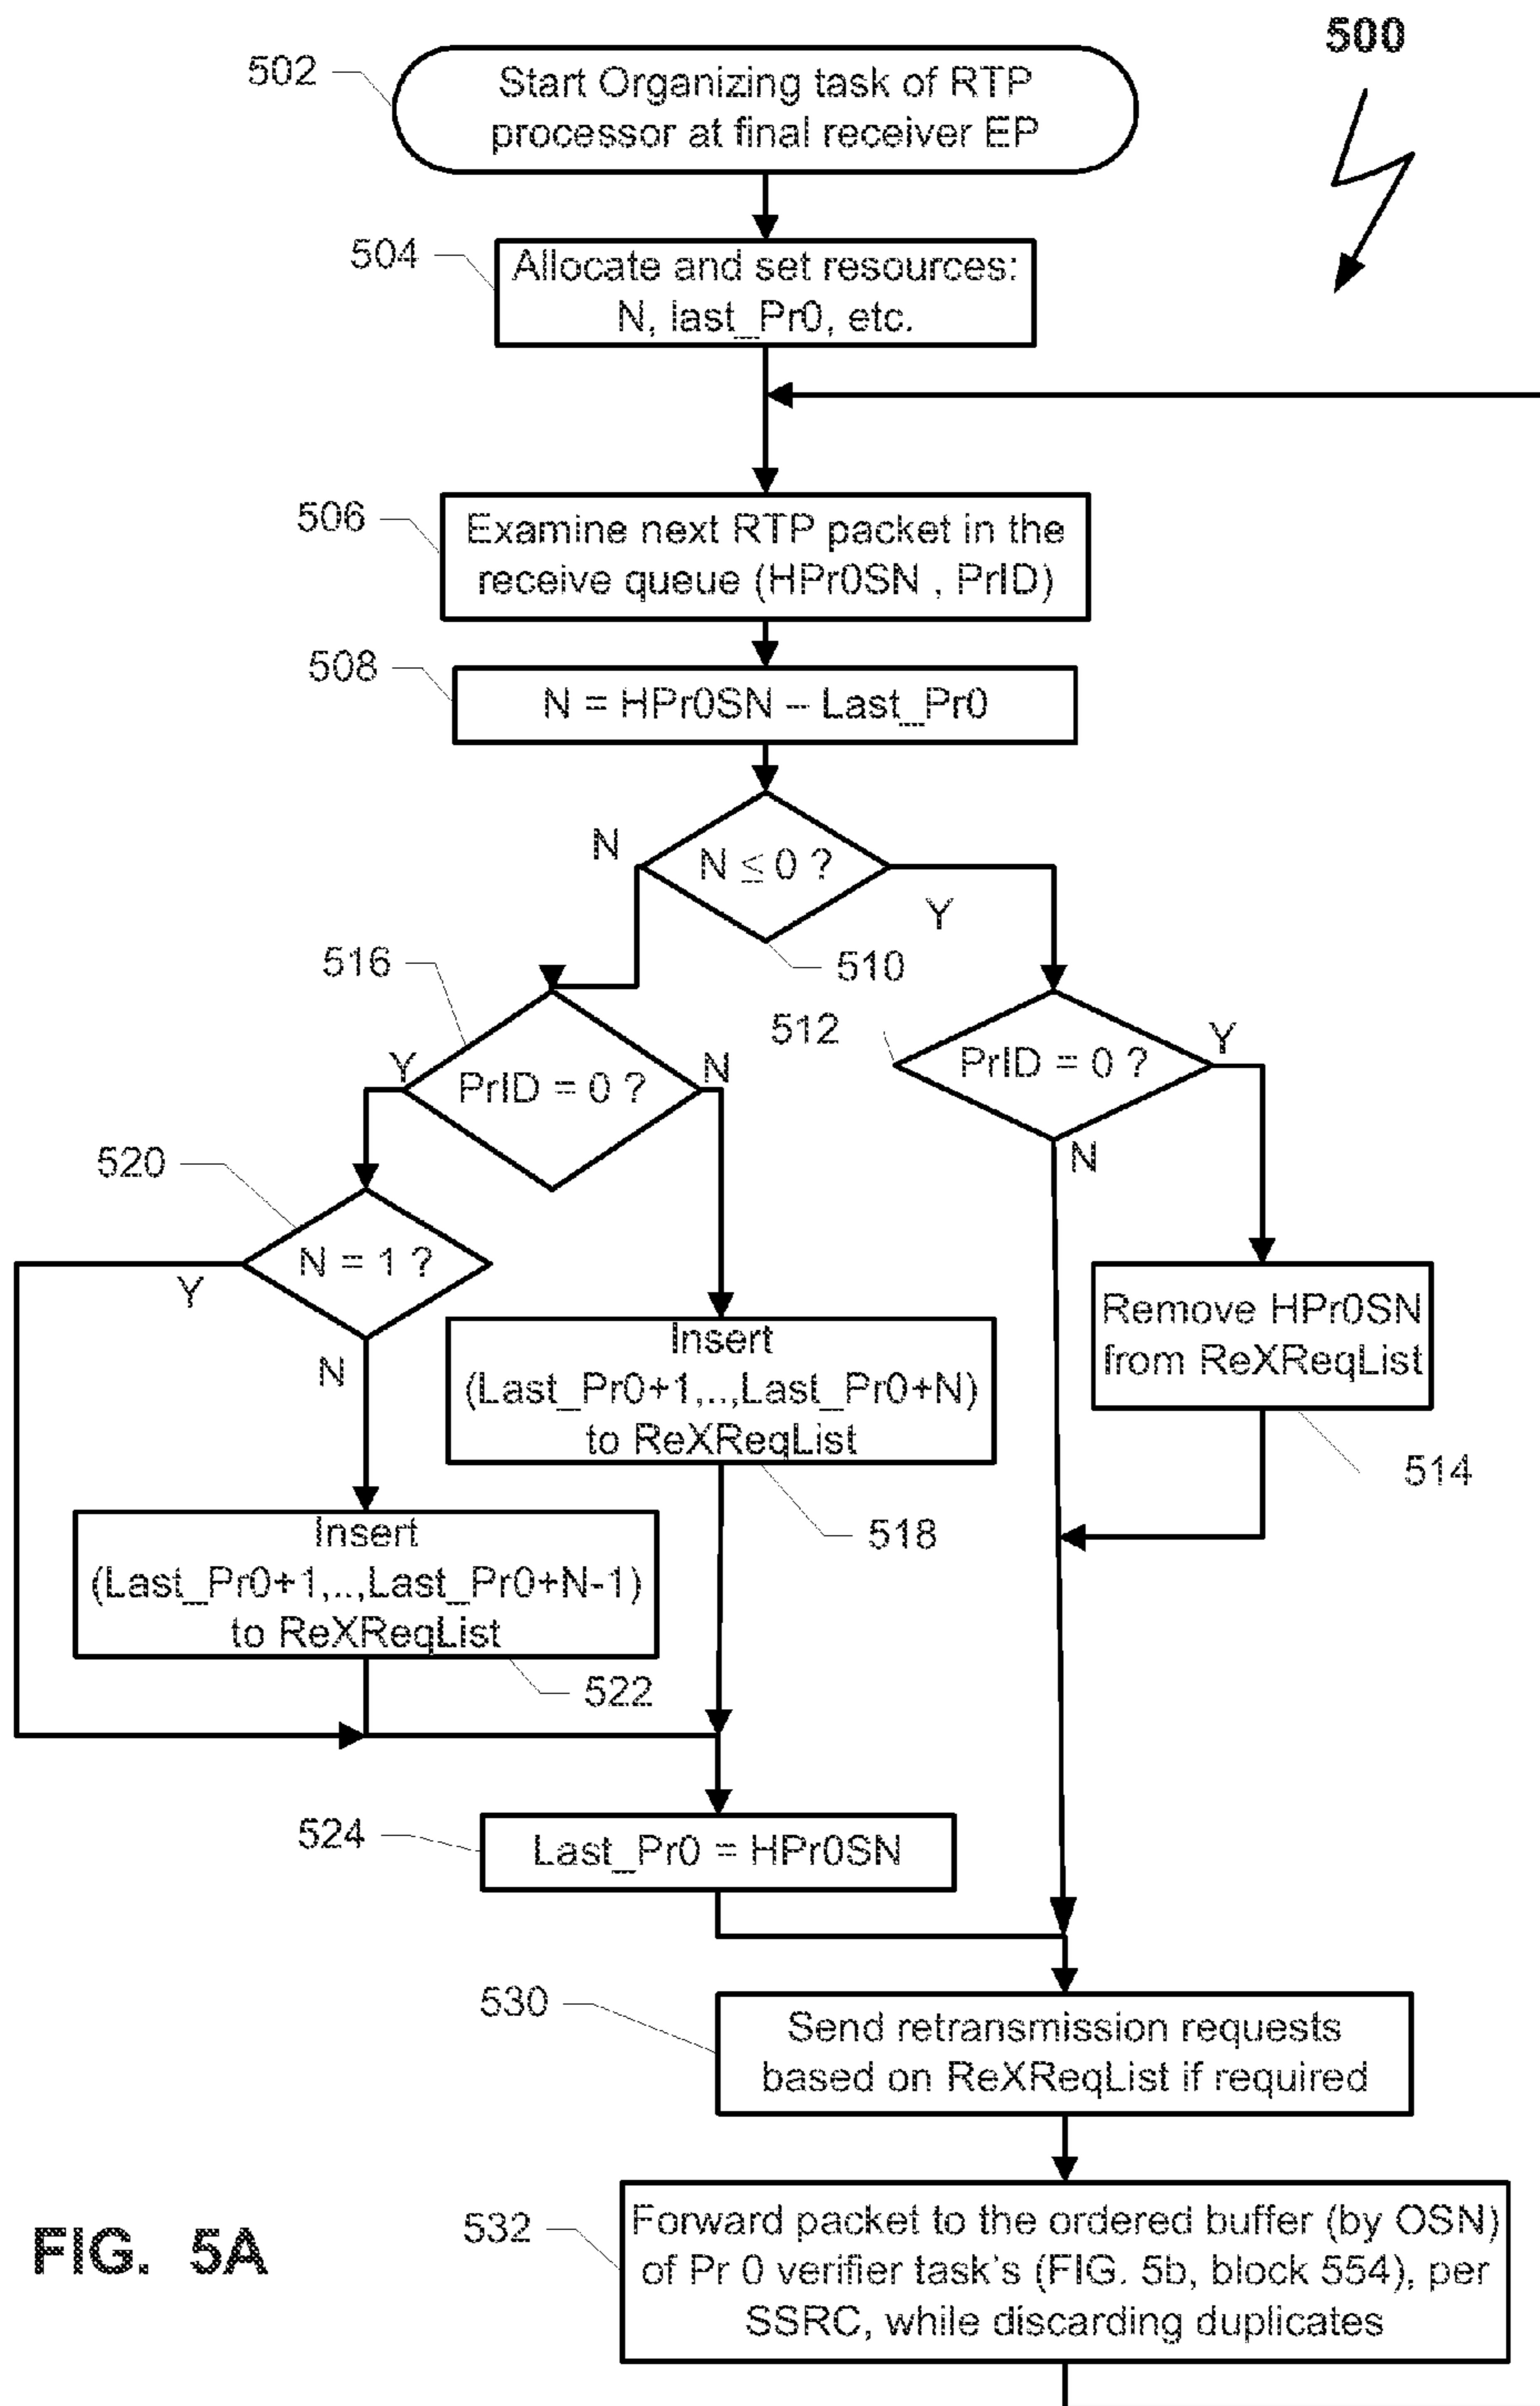 500
502
Start Organizing task of RTP
processor at final receiver EP
504
Allocate and set resources:
N, last_Pr0, etc.
506
Examine next RTP packet in the
receive queue (HPr0SN , PrID)
508
N = HPr0SN – Last_Pr0
N
N ≤ 0 ?
Y
510
516
512
Y
PrID = 0 ?
N
PrID = 0 ?
Y
N
520
N = 1 ?
Y
N
Insert
(Last_Pr0+1,..,Last_Pr0+N)
to ReXReqList
518
Remove HPr0SN
from ReXReqList
514
Insert
(Last_Pr0+1,..,Last_Pr0+N-1)
to ReXReqList
522
524
Last_Pr0 = HPr0SN
530
Send retransmission requests
based on ReXReqList if required
532
Forward packet to the ordered buffer (by OSN)
of Pr 0 verifier task's (FIG. 5b, block 554), per
SSRC, while discarding duplicates
FIG. 5A